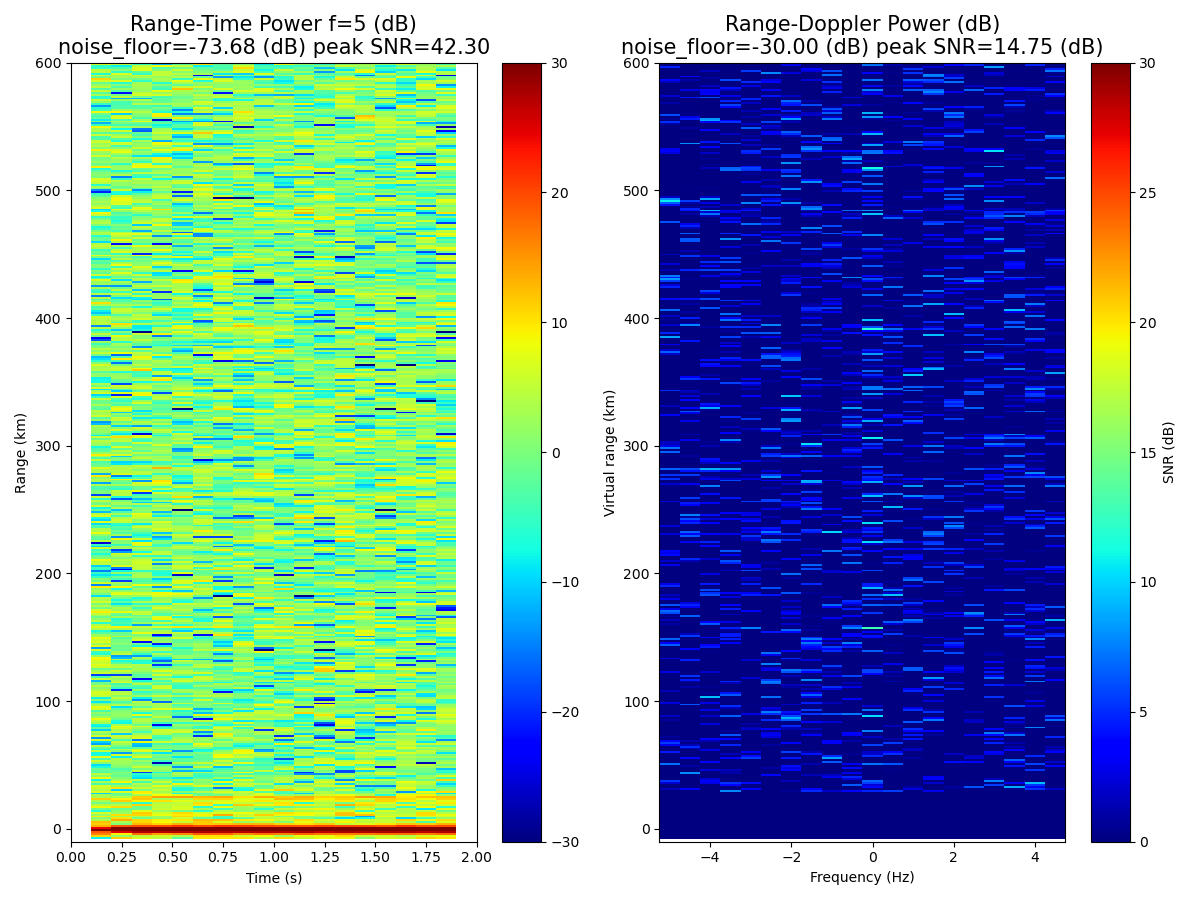 Range-Time Power f=5 (dB)
noise_floor=-73.68 (dB) peak SNR=42.30
Range-Doppler Power (dB)
noise_floor=-30.00 (dB) peak SNR=14.75 (dB)
600
500
400
300
200
100
0
Range (km)
0.00 0.25 0.50 0.75 1.00 1.25 1.50 1.75 2.00
Time (s)
30
20
10
0
−10
−20
−30
600
500
400
300
200
100
0
Virtual range (km)
−4 −2 0 2 4
Frequency (Hz)
30
25
20
15
10
5
0
SNR (dB)